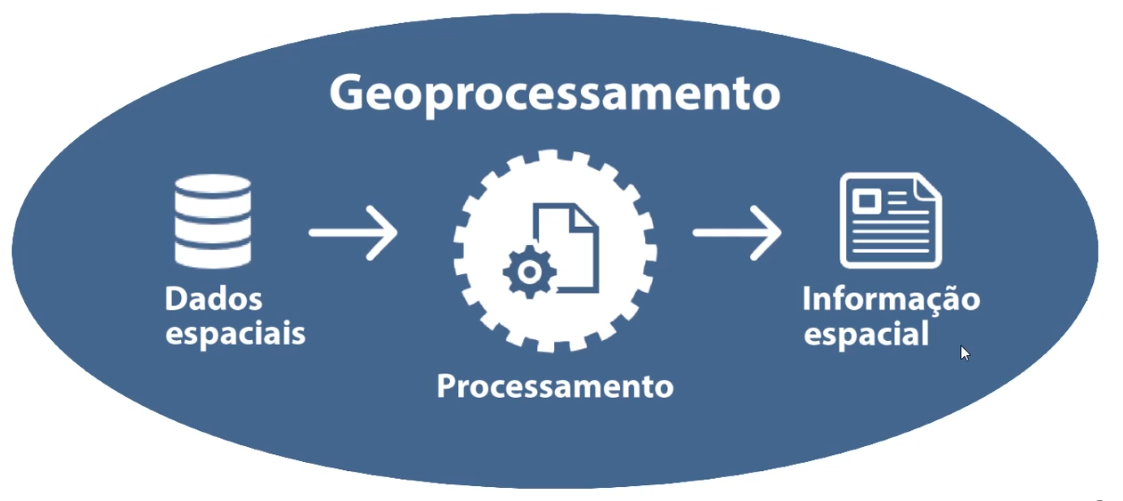 Geoprocessamento
Dados
espaciais
Processamento
Informação
espacial